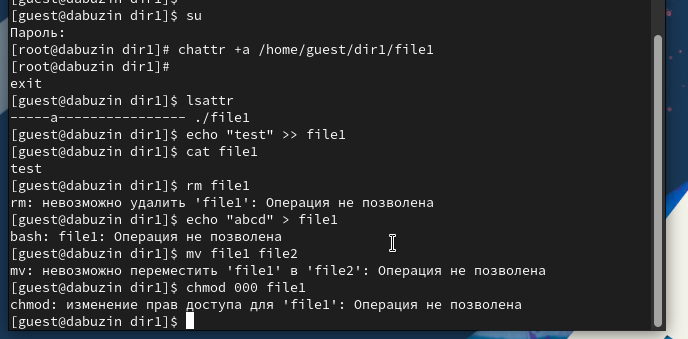 [guest@dabuzin dir1]$
[guest@dabuzin dir1]$ su
Пароль:
[root@dabuzin dir1]# chattr +a /home/guest/dir1/file1
[root@dabuzin dir1]#
exit
[guest@dabuzin dir1]$ lsattr
-----a---------------- ./file1
[guest@dabuzin dir1]$ echo "test" >> file1
[guest@dabuzin dir1]$ cat file1
test
[guest@dabuzin dir1]$ rm file1
rm: невозможно удалить 'file1': Операция не позволена
[guest@dabuzin dir1]$ echo "abcd" > file1
bash: file1: Операция не позволена
[guest@dabuzin dir1]$ mv file1 file2
mv: невозможно переместить 'file1' в 'file2': Операция не позволена
[guest@dabuzin dir1]$ chmod 000 file1
chmod: изменение прав доступа для 'file1': Операция не позволена
[guest@dabuzin dir1]$